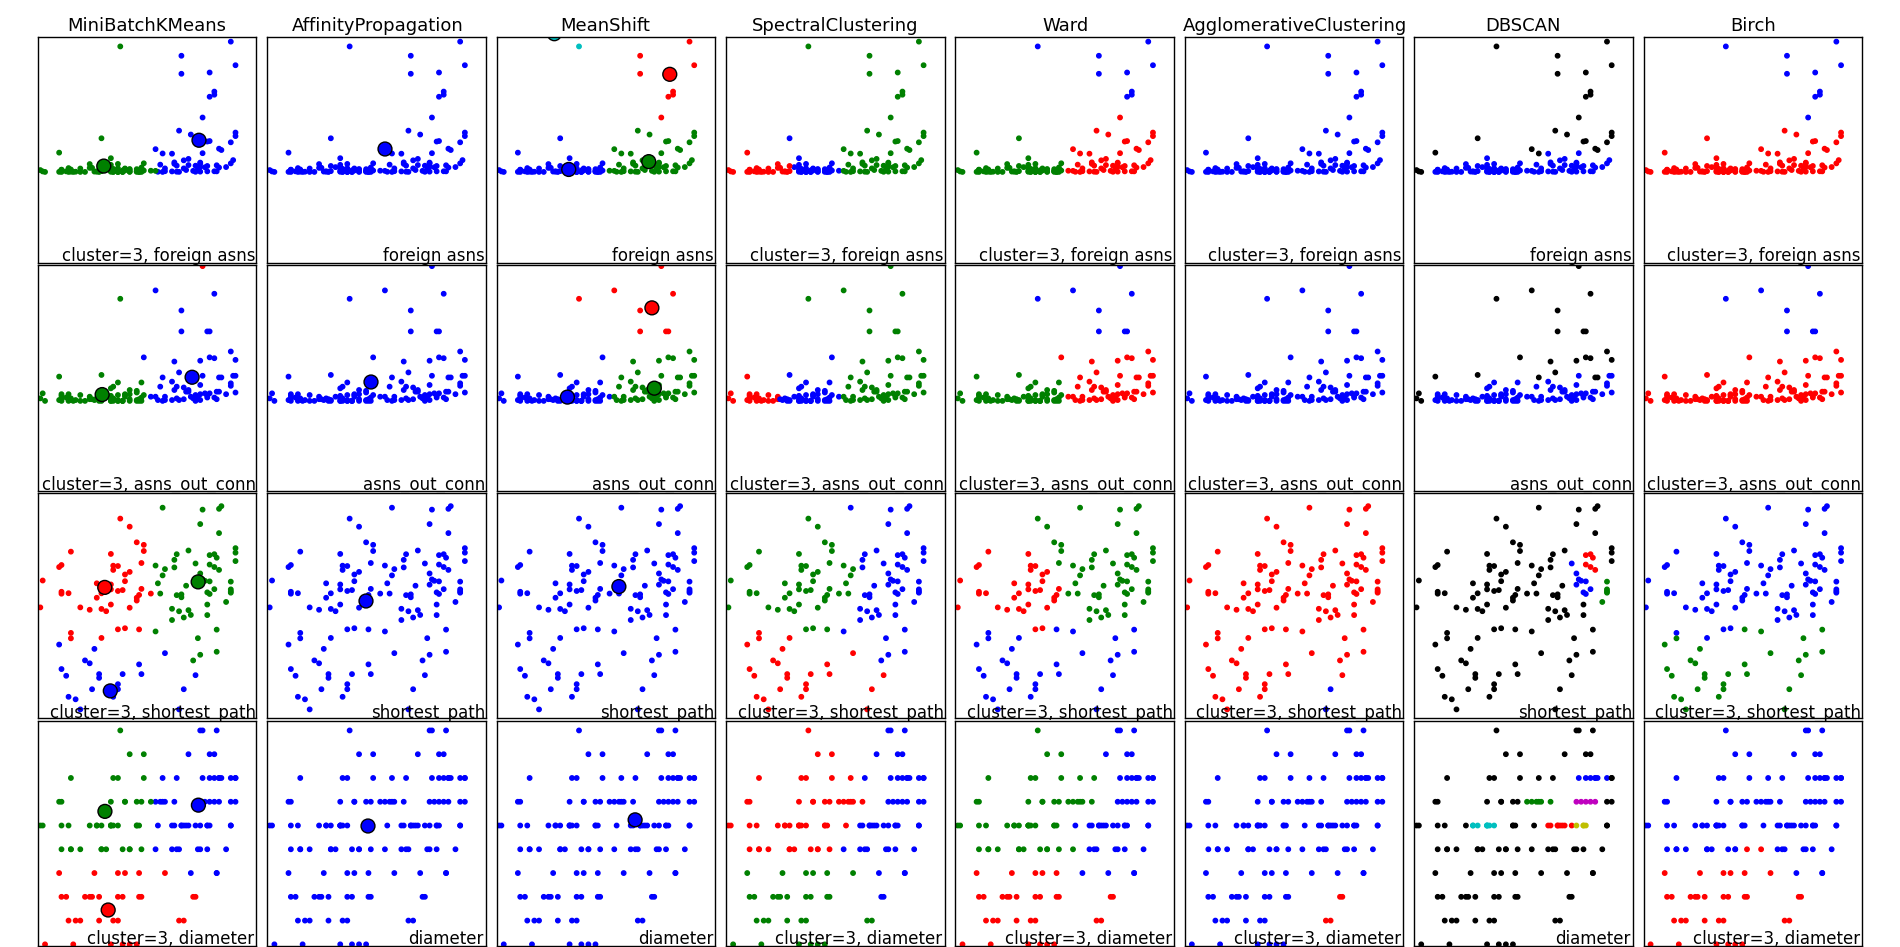 MiniBatchKMeans AffinityPropagation MeanShift SpectralClustering Ward AgglomerativeClustering DBSCAN Birch
cluster=3, foreign asns foreign asns foreign asns cluster=3, foreign asns cluster=3, foreign asns cluster=3, foreign asns foreign asns cluster=3, foreign asns
cluster=3, asns_out_conn asns_out_conn asns_out_conn cluster=3, asns_out_conn cluster=3, asns_out_conn cluster=3, asns_out_conn asns_out_conn cluster=3, asns_out_conn
cluster=3, shortest_path shortest_path shortest_path cluster=3, shortest_path cluster=3, shortest_path cluster=3, shortest_path shortest_path cluster=3, shortest_path
cluster=3, diameter diameter diameter cluster=3, diameter cluster=3, diameter cluster=3, diameter diameter cluster=3, diameter